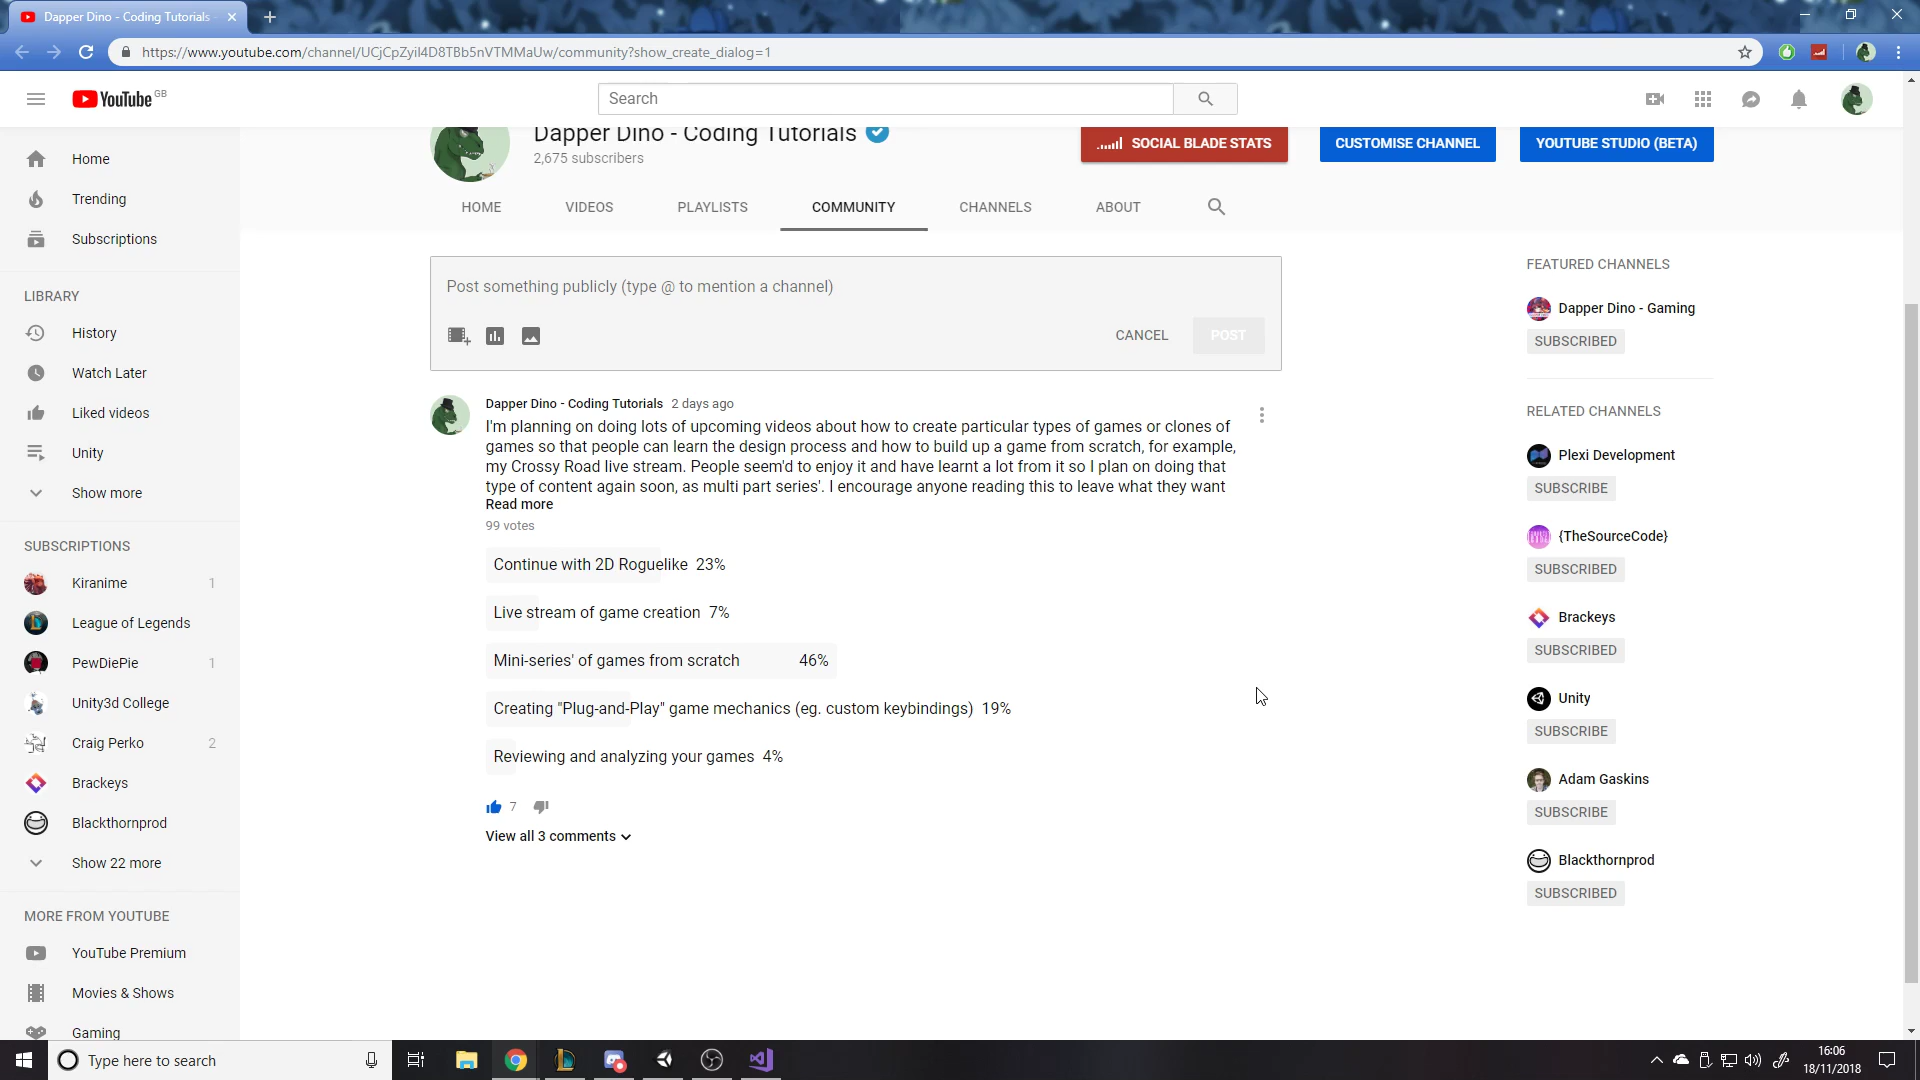 Dapper Dino - Coding Tutorials
https://www.youtube.com/channel/UCjCpZyil4D8TBb5nVTMMaUw/community?show_create_dialog=1
YouTube GB
Search
Dapper Dino - Coding Tutorials
2,675 subscribers
SOCIAL BLADE STATS
CUSTOMISE CHANNEL
YOUTUBE STUDIO (BETA)
HOME
VIDEOS
PLAYLISTS
COMMUNITY
CHANNELS
ABOUT
Home
Trending
Subscriptions
LIBRARY
History
Watch Later
Liked videos
Unity
Show more
SUBSCRIPTIONS
Kiranime 1
League of Legends
PewDiePie 1
Unity3d College
Craig Perko 2
Brackeys
Blackthornprod
Show 22 more
MORE FROM YOUTUBE
YouTube Premium
Movies & Shows
Gaming
Post something publicly (type @ to mention a channel)
CANCEL
POST
Dapper Dino - Coding Tutorials 2 days ago
I'm planning on doing lots of upcoming videos about how to create particular types of games or clones of
games so that people can learn the design process and how to build up a game from scratch, for example,
my Crossy Road live stream. People seem'd to enjoy it and have learnt a lot from it so I plan on doing that
type of content again soon, as multi part series'. I encourage anyone reading this to leave what they want
Read more
99 votes
Continue with 2D Roguelike 23%
Live stream of game creation 7%
Mini-series' of games from scratch 46%
Creating "Plug-and-Play" game mechanics (eg. custom keybindings) 19%
Reviewing and analyzing your games 4%
7
View all 3 comments
FEATURED CHANNELS
Dapper Dino - Gaming
SUBSCRIBED
RELATED CHANNELS
Plexi Development
SUBSCRIBE
{TheSourceCode}
SUBSCRIBED
Brackeys
SUBSCRIBED
Unity
SUBSCRIBE
Adam Gaskins
SUBSCRIBE
Blackthornprod
SUBSCRIBED
Type here to search
16:06
18/11/2018